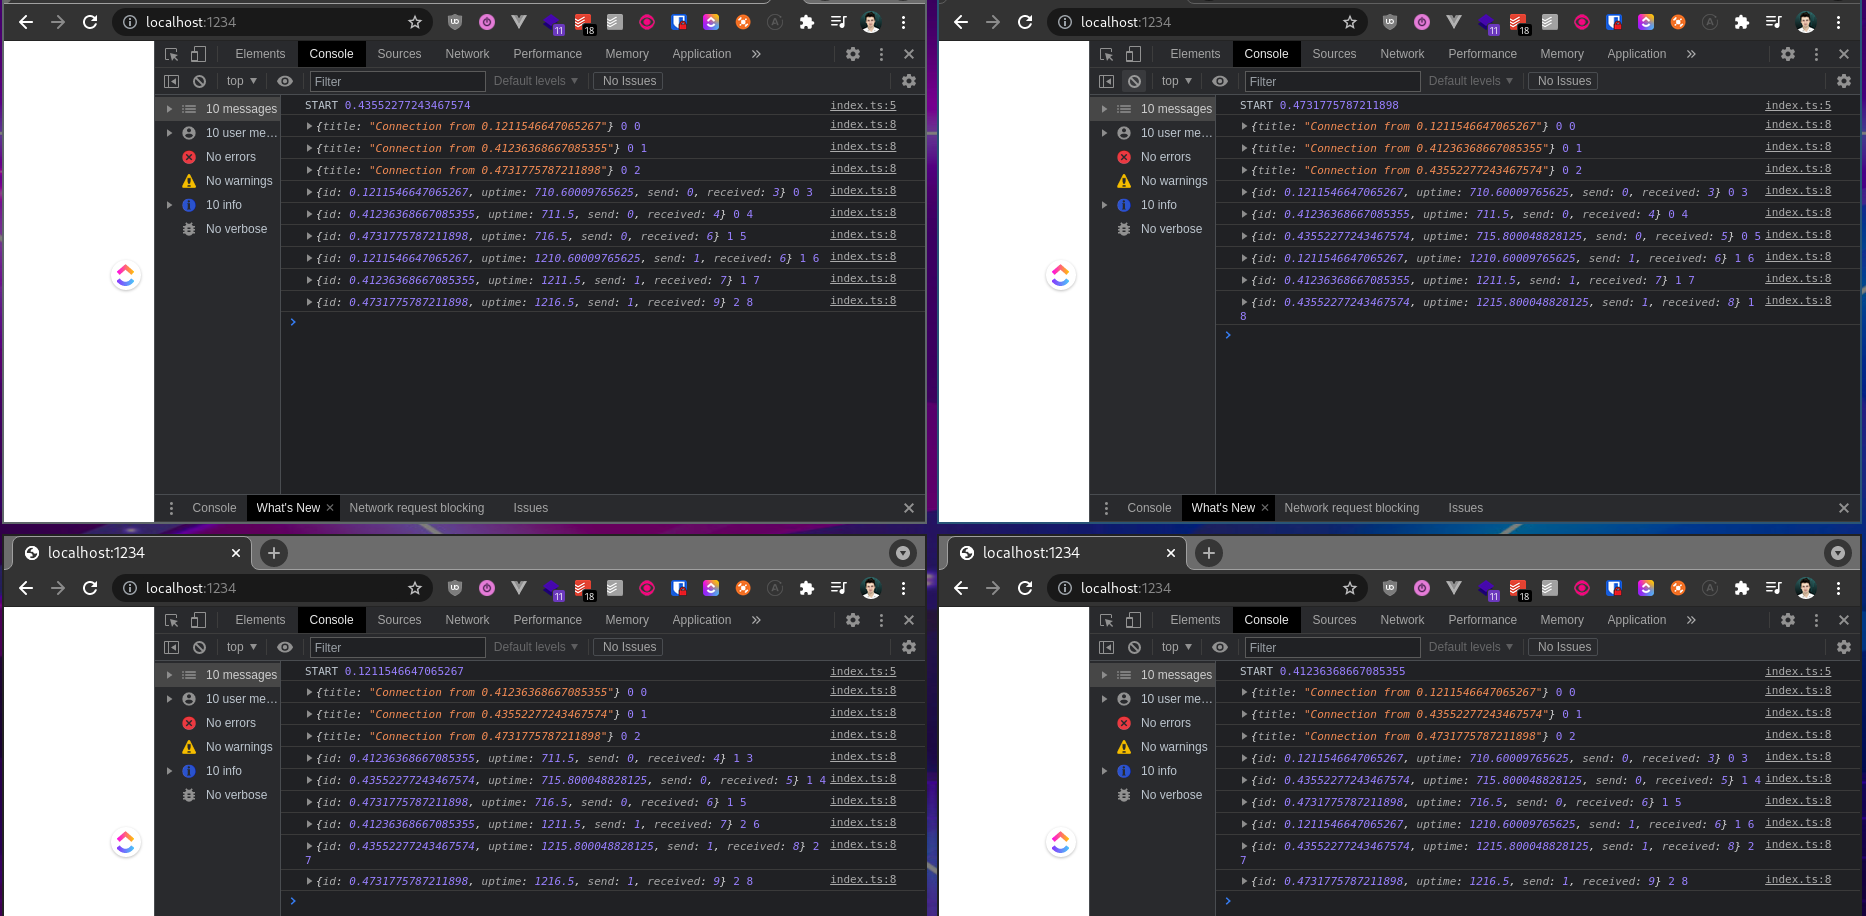 localhost:1234
11
18
Elements Console Sources Network Performance Memory Application »
top ▼ Filter Default levels ▼ No Issues
10 messages
10 user me...
No errors
No warnings
10 info
No verbose
START 0.43552277243467574 index.ts:5
▶{title: "Connection from 0.1211546647065267"} 0 0 index.ts:8
▶{title: "Connection from 0.41236368667085355"} 0 1 index.ts:8
▶{title: "Connection from 0.4731775787211898"} 0 2 index.ts:8
▶{id: 0.1211546647065267, uptime: 710.60009765625, send: 0, received: 3} 0 3 index.ts:8
▶{id: 0.41236368667085355, uptime: 711.5, send: 0, received: 4} 0 4 index.ts:8
▶{id: 0.4731775787211898, uptime: 716.5, send: 0, received: 6} 1 5 index.ts:8
▶{id: 0.1211546647065267, uptime: 1210.60009765625, send: 1, received: 6} 1 6 index.ts:8
▶{id: 0.41236368667085355, uptime: 1211.5, send: 1, received: 7} 1 7 index.ts:8
▶{id: 0.4731775787211898, uptime: 1216.5, send: 1, received: 9} 2 8 index.ts:8
Console What's New × Network request blocking Issues
localhost:1234
11
18
Elements Console Sources Network Performance Memory Application »
top ▼ Filter Default levels ▼ No Issues
10 messages
10 user me...
No errors
No warnings
10 info
No verbose
START 0.4731775787211898 index.ts:5
▶{title: "Connection from 0.1211546647065267"} 0 0 index.ts:8
▶{title: "Connection from 0.41236368667085355"} 0 1 index.ts:8
▶{title: "Connection from 0.43552277243467574"} 0 2 index.ts:8
▶{id: 0.1211546647065267, uptime: 710.60009765625, send: 0, received: 3} 0 3 index.ts:8
▶{id: 0.41236368667085355, uptime: 711.5, send: 0, received: 4} 0 4 index.ts:8
▶{id: 0.43552277243467574, uptime: 715.800048828125, send: 0, received: 5} 0 5 index.ts:8
▶{id: 0.1211546647065267, uptime: 1210.60009765625, send: 1, received: 6} 1 6 index.ts:8
▶{id: 0.41236368667085355, uptime: 1211.5, send: 1, received: 7} 1 7 index.ts:8
▶{id: 0.43552277243467574, uptime: 1215.800048828125, send: 1, received: 8} 1 index.ts:8
8
Console What's New × Network request blocking Issues
localhost:1234
localhost:1234
11
18
Elements Console Sources Network Performance Memory Application »
top ▼ Filter Default levels ▼ No Issues
10 messages
10 user me...
No errors
No warnings
10 info
No verbose
START 0.1211546647065267 index.ts:5
▶{title: "Connection from 0.41236368667085355"} 0 0 index.ts:8
▶{title: "Connection from 0.43552277243467574"} 0 1 index.ts:8
▶{title: "Connection from 0.4731775787211898"} 0 2 index.ts:8
▶{id: 0.41236368667085355, uptime: 711.5, send: 0, received: 4} 1 3 index.ts:8
▶{id: 0.43552277243467574, uptime: 715.800048828125, send: 0, received: 5} 1 4 index.ts:8
▶{id: 0.4731775787211898, uptime: 716.5, send: 0, received: 6} 1 5 index.ts:8
▶{id: 0.41236368667085355, uptime: 1211.5, send: 1, received: 7} 2 6 index.ts:8
▶{id: 0.43552277243467574, uptime: 1215.800048828125, send: 1, received: 8} 2 index.ts:8
7
▶{id: 0.4731775787211898, uptime: 1216.5, send: 1, received: 9} 2 8 index.ts:8
localhost:1234
localhost:1234
11
18
Elements Console Sources Network Performance Memory Application »
top ▼ Filter Default levels ▼ No Issues
10 messages
10 user me...
No errors
No warnings
10 info
No verbose
START 0.41236368667085355 index.ts:5
▶{title: "Connection from 0.1211546647065267"} 0 0 index.ts:8
▶{title: "Connection from 0.43552277243467574"} 0 1 index.ts:8
▶{title: "Connection from 0.4731775787211898"} 0 2 index.ts:8
▶{id: 0.1211546647065267, uptime: 710.60009765625, send: 0, received: 3} 0 3 index.ts:8
▶{id: 0.43552277243467574, uptime: 715.800048828125, send: 0, received: 5} 1 4 index.ts:8
▶{id: 0.4731775787211898, uptime: 716.5, send: 0, received: 6} 1 5 index.ts:8
▶{id: 0.1211546647065267, uptime: 1210.60009765625, send: 1, received: 6} 1 6 index.ts:8
▶{id: 0.43552277243467574, uptime: 1215.800048828125, send: 1, received: 8} 2 index.ts:8
7
▶{id: 0.4731775787211898, uptime: 1216.5, send: 1, received: 9} 2 8 index.ts:8